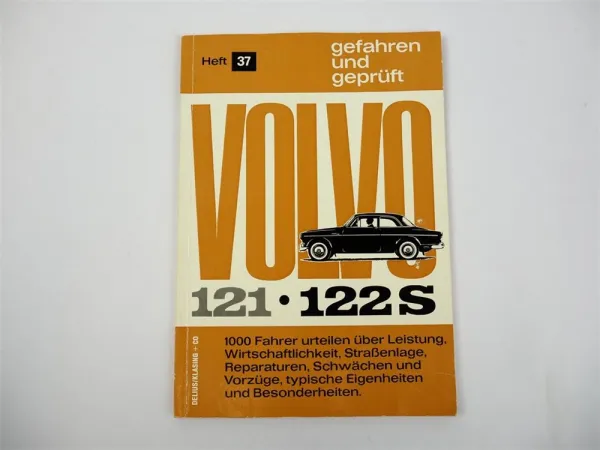 Heft 37
gefahren
und
geprüft
VOLVO
121 • 122 S
1000 Fahrer urteilen über Leistung,
Wirtschaftlichkeit, Straßenlage,
Reparaturen, Schwächen und
Vorzüge, typische Eigenheiten
und Besonderheiten.
DELIUS/KLASING + CO